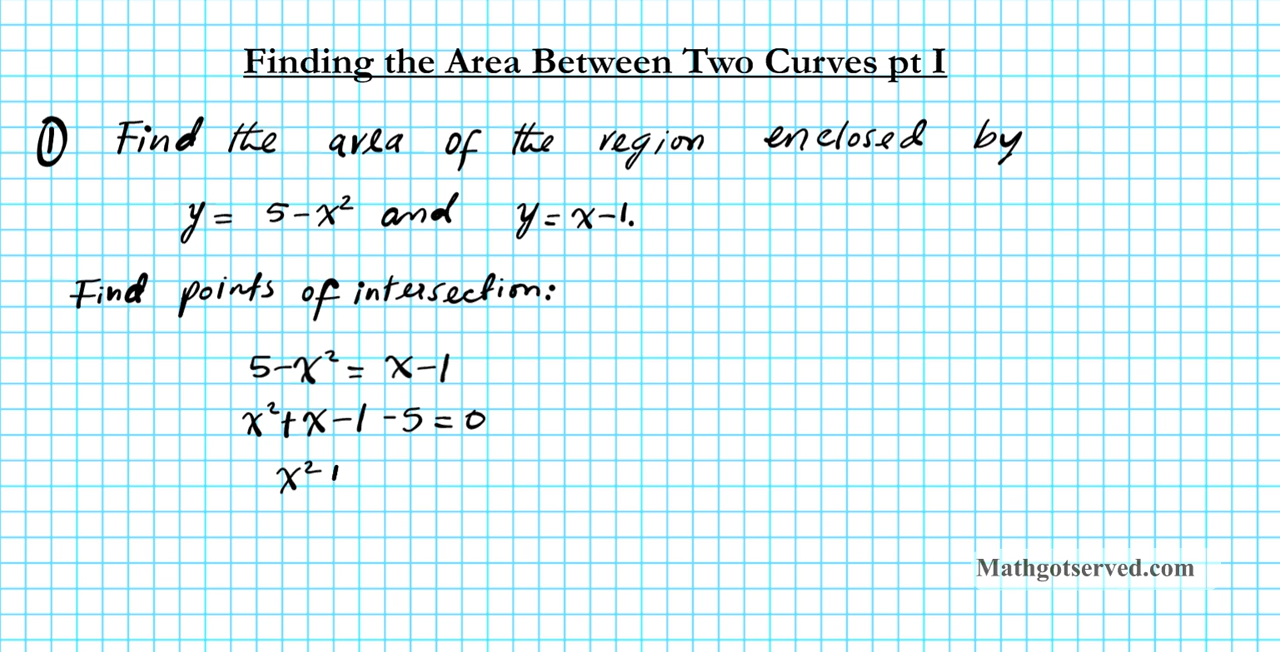 Finding the Area Between Two Curves pt I
① Find the area of the region enclosed by
y = 5-x² and y = x-1.
Find points of intersection:
5-x² = x-1
x²+x-1-5=0
x²
Mathgotserved.com